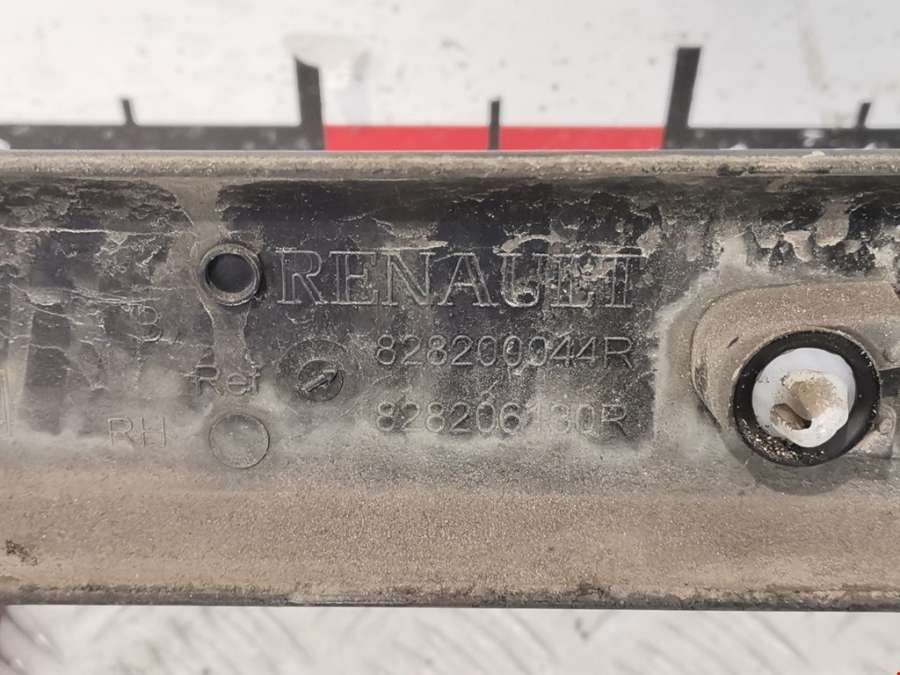 RENAULT
B
828200044R
Ref
828206130R
RH